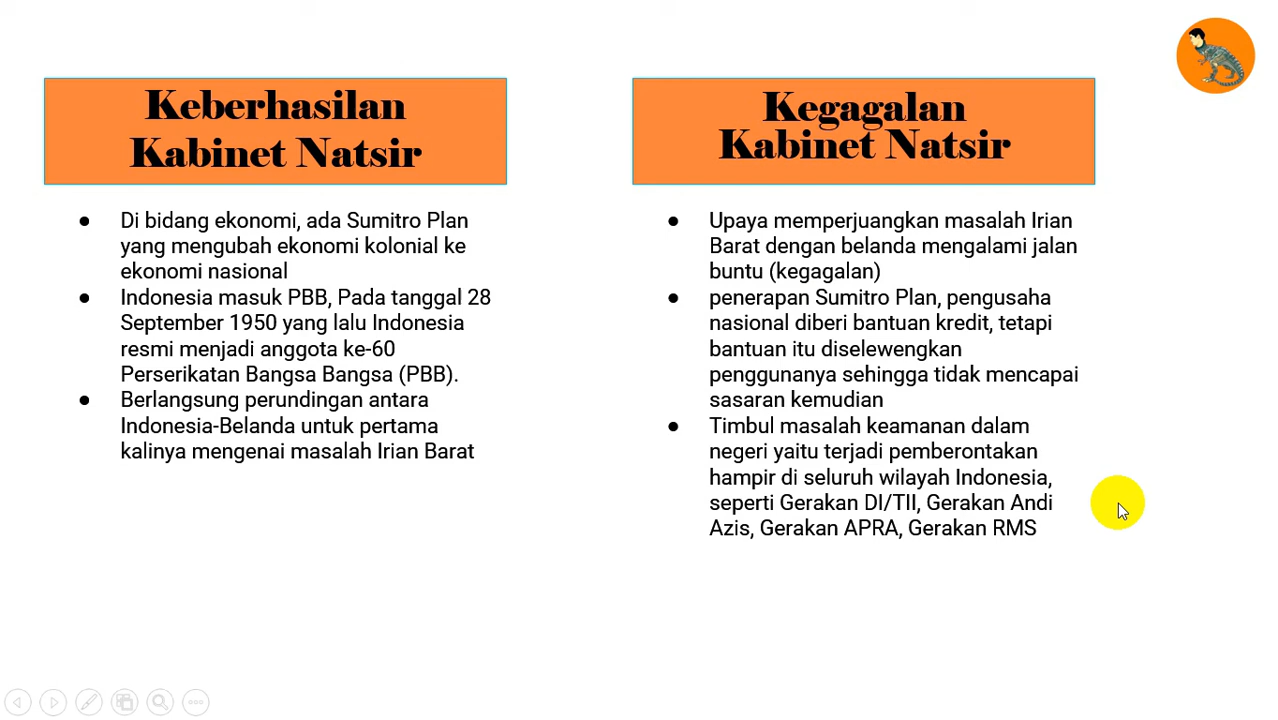 Keberhasilan
Kabinet Natsir
● Di bidang ekonomi, ada Sumitro Plan
yang mengubah ekonomi kolonial ke
ekonomi nasional
● Indonesia masuk PBB, Pada tanggal 28
September 1950 yang lalu Indonesia
resmi menjadi anggota ke-60
Perserikatan Bangsa Bangsa (PBB).
● Berlangsung perundingan antara
Indonesia-Belanda untuk pertama
kalinya mengenai masalah Irian Barat
Kegagalan
Kabinet Natsir
● Upaya memperjuangkan masalah Irian
Barat dengan belanda mengalami jalan
buntu (kegagalan)
● penerapan Sumitro Plan, pengusaha
nasional diberi bantuan kredit, tetapi
bantuan itu diselewengkan
penggunanya sehingga tidak mencapai
sasaran kemudian
● Timbul masalah keamanan dalam
negeri yaitu terjadi pemberontakan
hampir di seluruh wilayah Indonesia,
seperti Gerakan DI/TII, Gerakan Andi
Azis, Gerakan APRA, Gerakan RMS